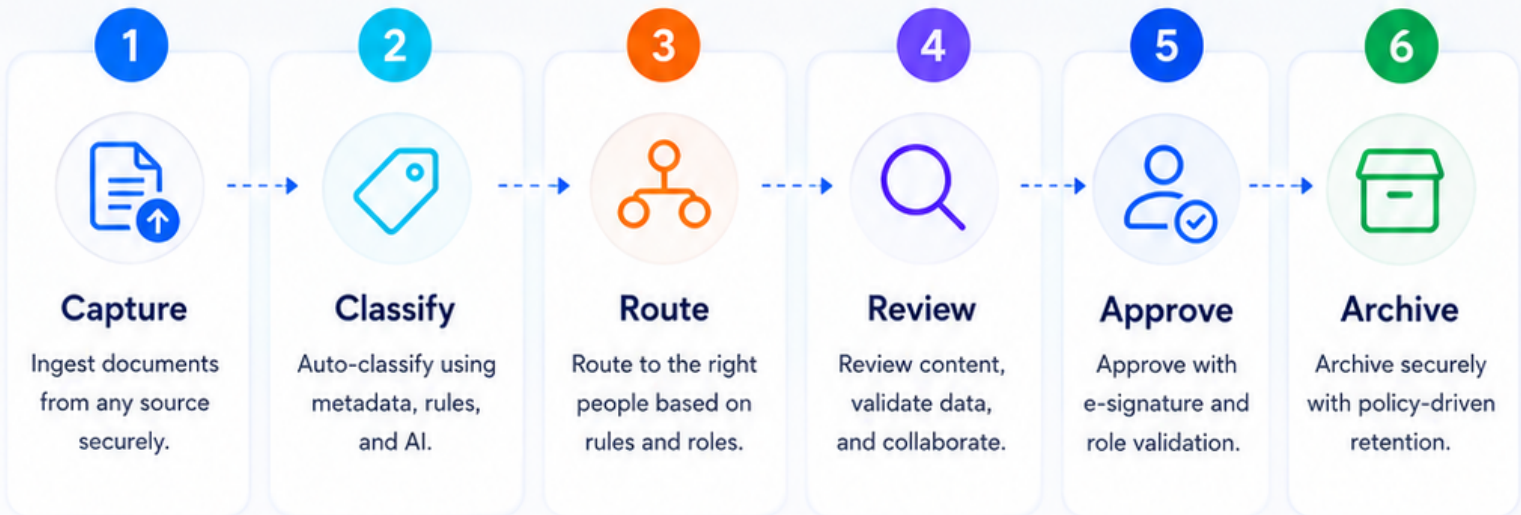 1
2
3
4
5
6
Capture
Ingest documents
from any source
securely.
Classify
Auto-classify using
metadata, rules,
and AI.
Route
Route to the right
people based on
rules and roles.
Review
Review content,
validate data,
and collaborate.
Approve
Approve with
e-signature and
role validation.
Archive
Archive securely
with policy-driven
retention.